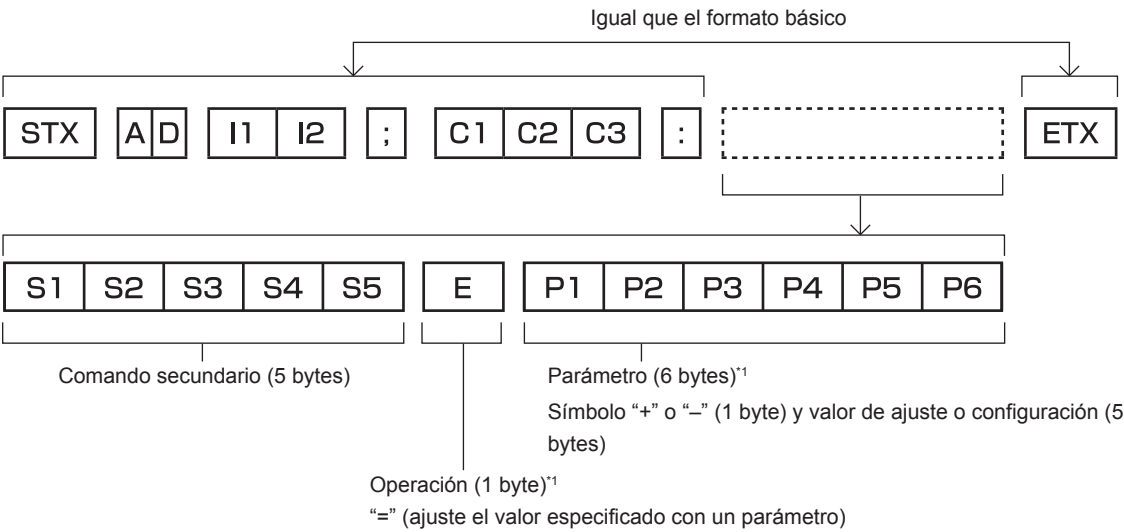 Igual que el formato básico
STX A D I1 I2 ; C1 C2 C3 : ETX
S1 S2 S3 S4 S5 E P1 P2 P3 P4 P5 P6
Comando secundario (5 bytes)
Parámetro (6 bytes)*1
Símbolo “+” o “–” (1 byte) y valor de ajuste o configuración (5
bytes)
Operación (1 byte)*1
“=” (ajuste el valor especificado con un parámetro)